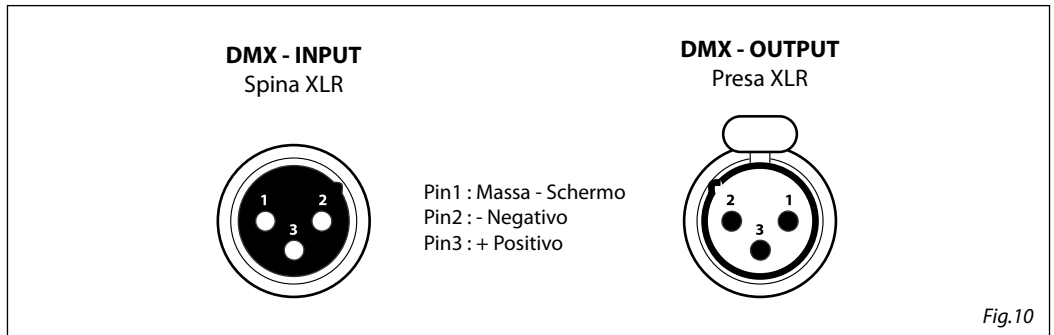 DMX - INPUT
Spina XLR
DMX - OUTPUT
Presa XLR
1
2
3
Pin1 : Massa - Schermo
Pin2 : - Negativo
Pin3 : + Positivo
2
1
3
Fig.10